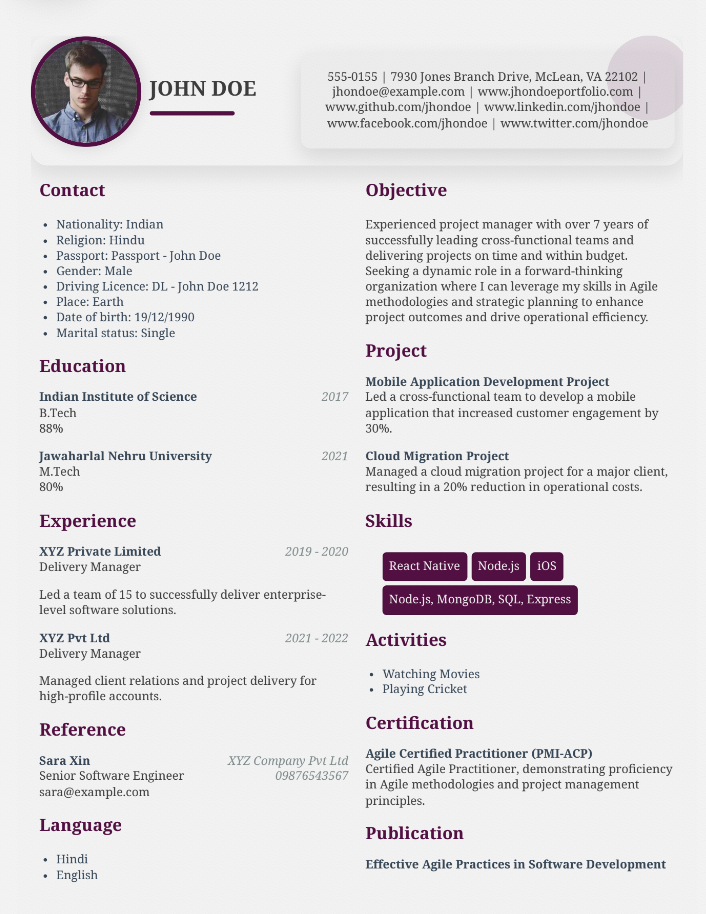 JOHN DOE
555-0155 | 7930 Jones Branch Drive, McLean, VA 22102 |
jhondoe@example.com | www.jhondoeportfolio.com |
www.github.com/jhondoe | www.linkedin.com/jhondoe |
www.facebook.com/jhondoe | www.twitter.com/jhondoe
Contact
• Nationality: Indian
• Religion: Hindu
• Passport: Passport - John Doe
• Gender: Male
• Driving Licence: DL - John Doe 1212
• Place: Earth
• Date of birth: 19/12/1990
• Marital status: Single
Education
Indian Institute of Science 2017
B.Tech
88%
Jawaharlal Nehru University 2021
M.Tech
80%
Experience
XYZ Private Limited 2019 - 2020
Delivery Manager
Led a team of 15 to successfully deliver enterprise-
level software solutions.
XYZ Pvt Ltd 2021 - 2022
Delivery Manager
Managed client relations and project delivery for
high-profile accounts.
Reference
Sara Xin XYZ Company Pvt Ltd
Senior Software Engineer 09876543567
sara@example.com
Language
• Hindi
• English
Objective
Experienced project manager with over 7 years of
successfully leading cross-functional teams and
delivering projects on time and within budget.
Seeking a dynamic role in a forward-thinking
organization where I can leverage my skills in Agile
methodologies and strategic planning to enhance
project outcomes and drive operational efficiency.
Project
Mobile Application Development Project
Led a cross-functional team to develop a mobile
application that increased customer engagement by
30%.
Cloud Migration Project
Managed a cloud migration project for a major client,
resulting in a 20% reduction in operational costs.
Skills
React Native Node.js iOS
Node.js, MongoDB, SQL, Express
Activities
• Watching Movies
• Playing Cricket
Certification
Agile Certified Practitioner (PMI-ACP)
Certified Agile Practitioner, demonstrating proficiency
in Agile methodologies and project management
principles.
Publication
Effective Agile Practices in Software Development